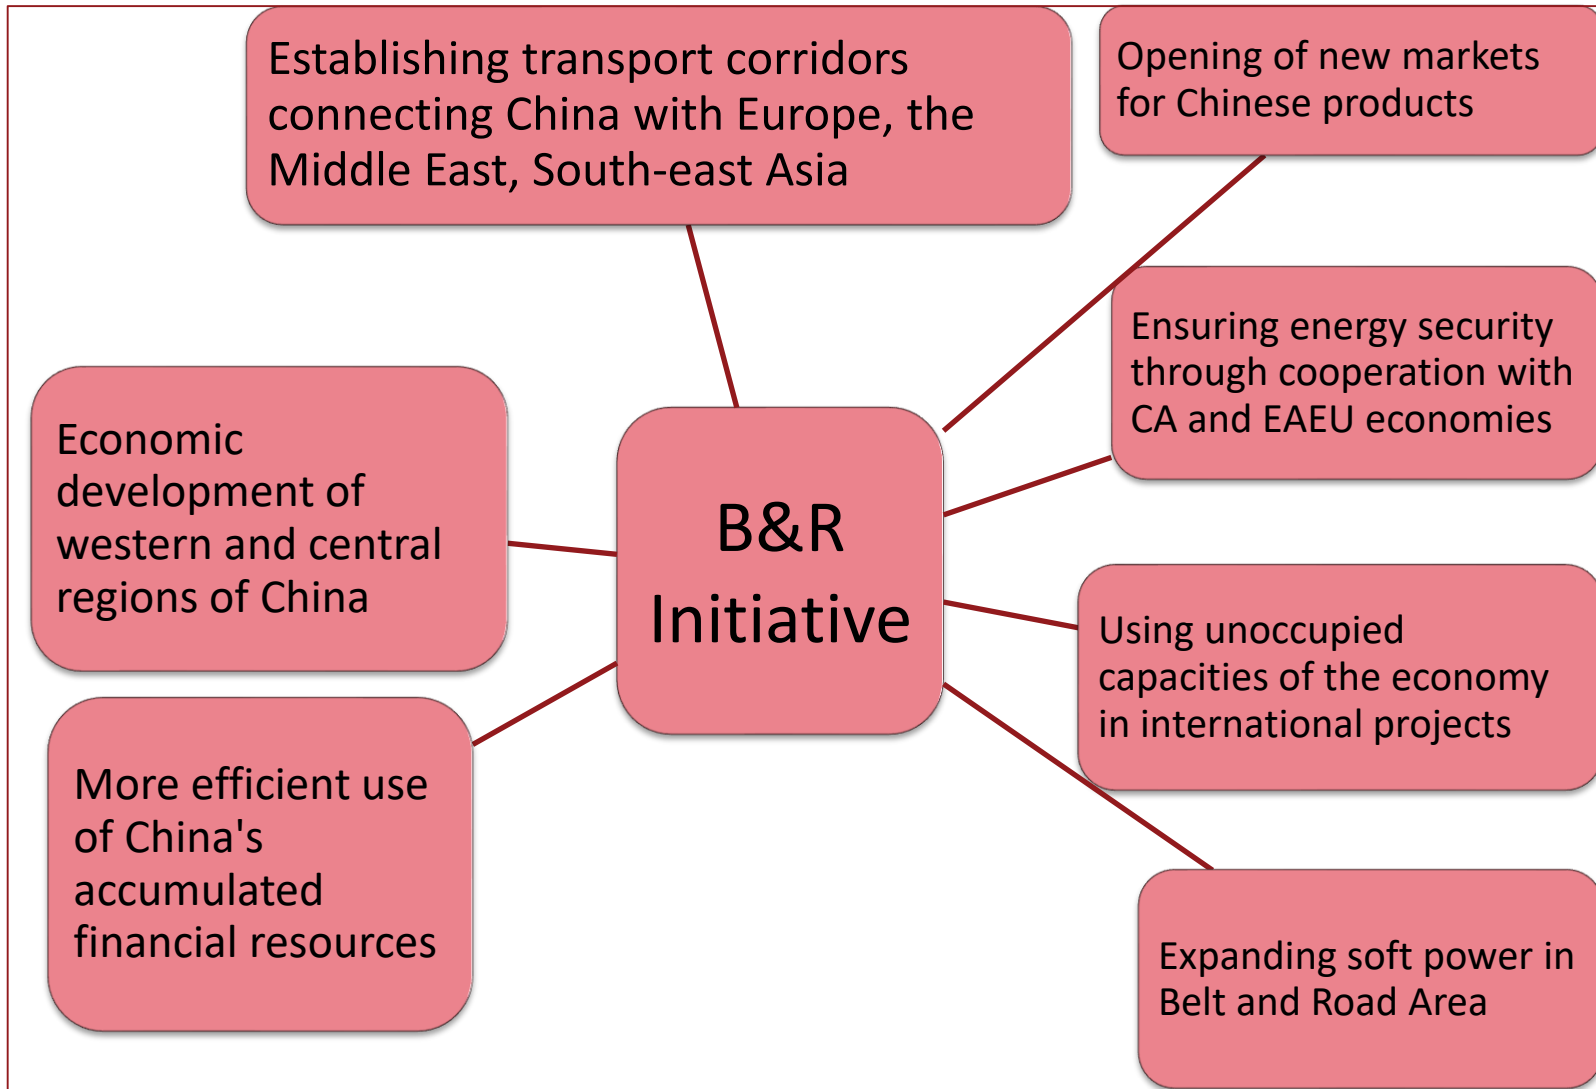 Establishing transport corridors
connecting China with Europe, the
Middle East, South-east Asia
Opening of new markets
for Chinese products
Ensuring energy security
through cooperation with
CA and EAEU economies
Economic
development of
western and central
regions of China
B&R
Initiative
Using unoccupied
capacities of the economy
in international projects
More efficient use
of China's
accumulated
financial resources
Expanding soft power in
Belt and Road Area